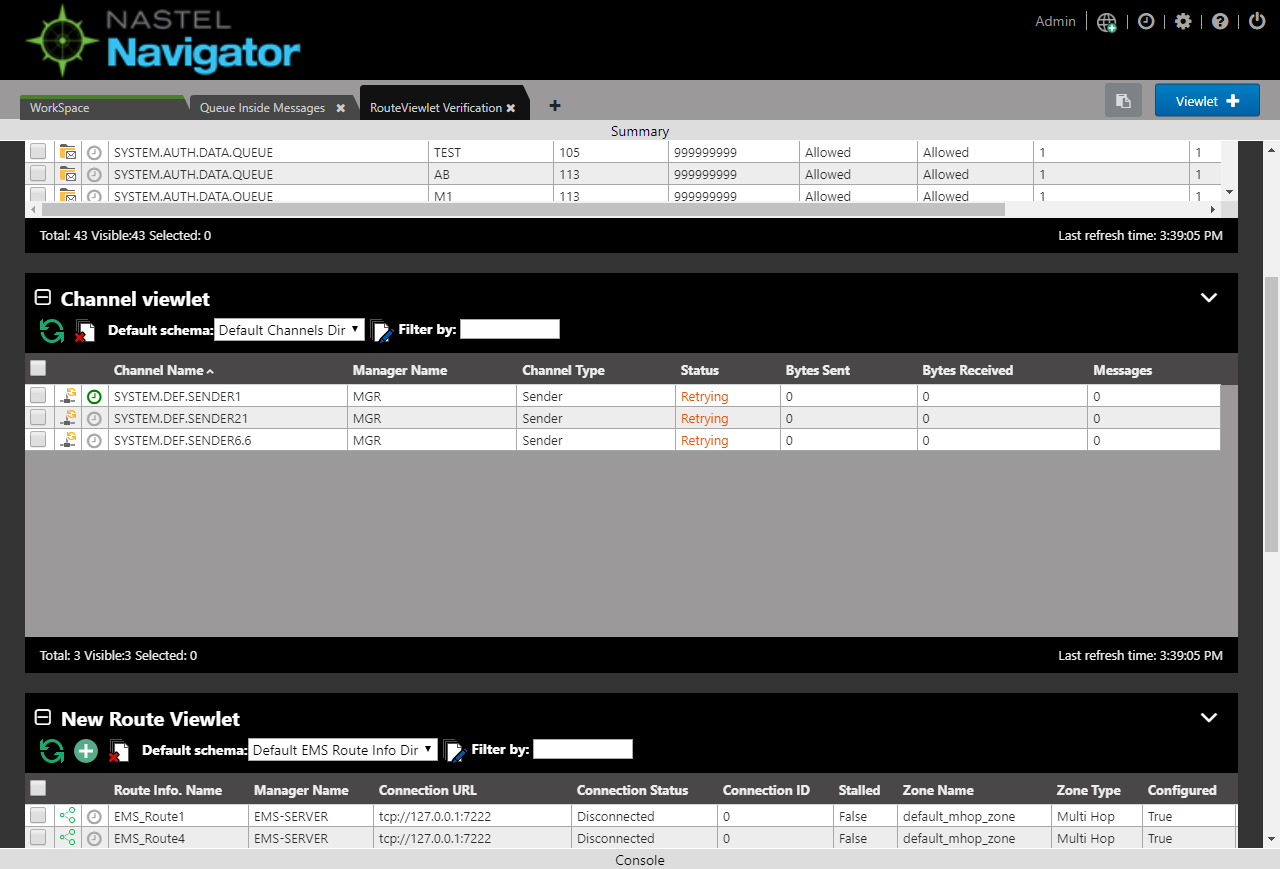 NASTEL
Navigator
Admin
WorkSpace
Queue Inside Messages
RouteViewlet Verification
Viewlet
Summary
SYSTEM.AUTH.DATA.QUEUE TEST 105 999999999 Allowed Allowed 1 1
SYSTEM.AUTH.DATA.QUEUE AB 113 999999999 Allowed Allowed 1 1
SYSTEM.AUTH.DATA.QUEUE M1 113 999999999 Allowed Allowed 1 1
Total: 43 Visible:43 Selected: 0 Last refresh time: 3:39:05 PM
Channel viewlet
Default schema: Default Channels Dir Filter by:
Channel Name Manager Name Channel Type Status Bytes Sent Bytes Received Messages
SYSTEM.DEF.SENDER1 MGR Sender Retrying 0 0 0
SYSTEM.DEF.SENDER21 MGR Sender Retrying 0 0 0
SYSTEM.DEF.SENDER6.6 MGR Sender Retrying 0 0 0
Total: 3 Visible:3 Selected: 0 Last refresh time: 3:39:05 PM
New Route Viewlet
Default schema: Default EMS Route Info Dir Filter by:
Route Info. Name Manager Name Connection URL Connection Status Connection ID Stalled Zone Name Zone Type Configured
EMS_Route1 EMS-SERVER tcp://127.0.0.1:7222 Disconnected 0 False default_mhop_zone Multi Hop True
EMS_Route4 EMS-SERVER tcp://127.0.0.1:7222 Disconnected 0 False default_mhop_zone Multi Hop True
Console